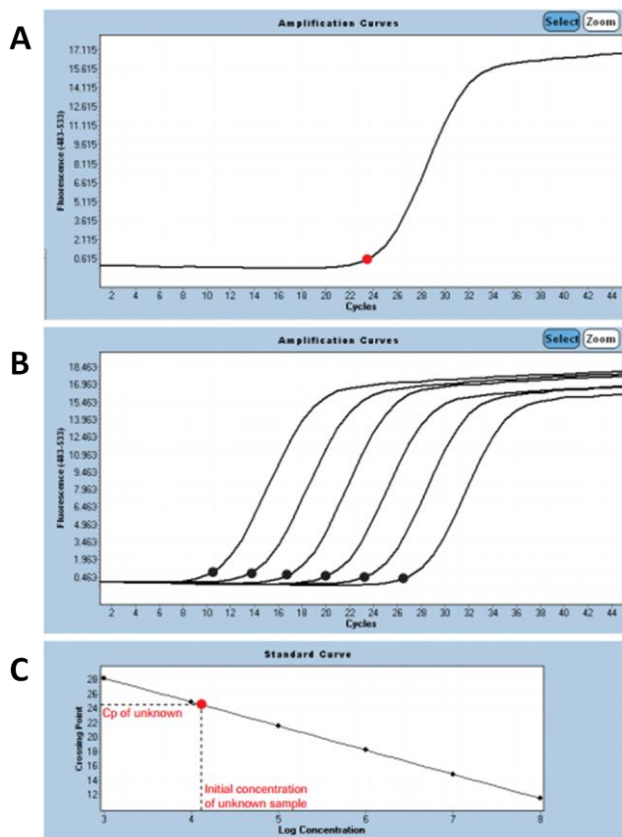 A
Amplification Curves
Select
Zoom
17.115
15.615
14.115
12.615
11.115
9.615
8.115
6.615
5.115
3.615
2.115
0.615
Fluorescence (483-533)
2 4 6 8 10 12 14 16 18 20 22 24 26 28 30 32 34 36 38 40 42 44
Cycles
B
Amplification Curves
Select
Zoom
18.463
16.963
15.463
13.963
12.463
10.963
9.463
7.963
6.463
4.963
3.463
1.963
0.463
Fluorescence (483-533)
2 4 6 8 10 12 14 16 18 20 22 24 26 28 30 32 34 36 38 40 42 44
Cycles
C
Standard Curve
28
26
24
22
20
18
16
14
12
Crossing Point
Cp of unknown
Initial concentration
of unknown sample
3 4 5 6 7 8
Log Concentration